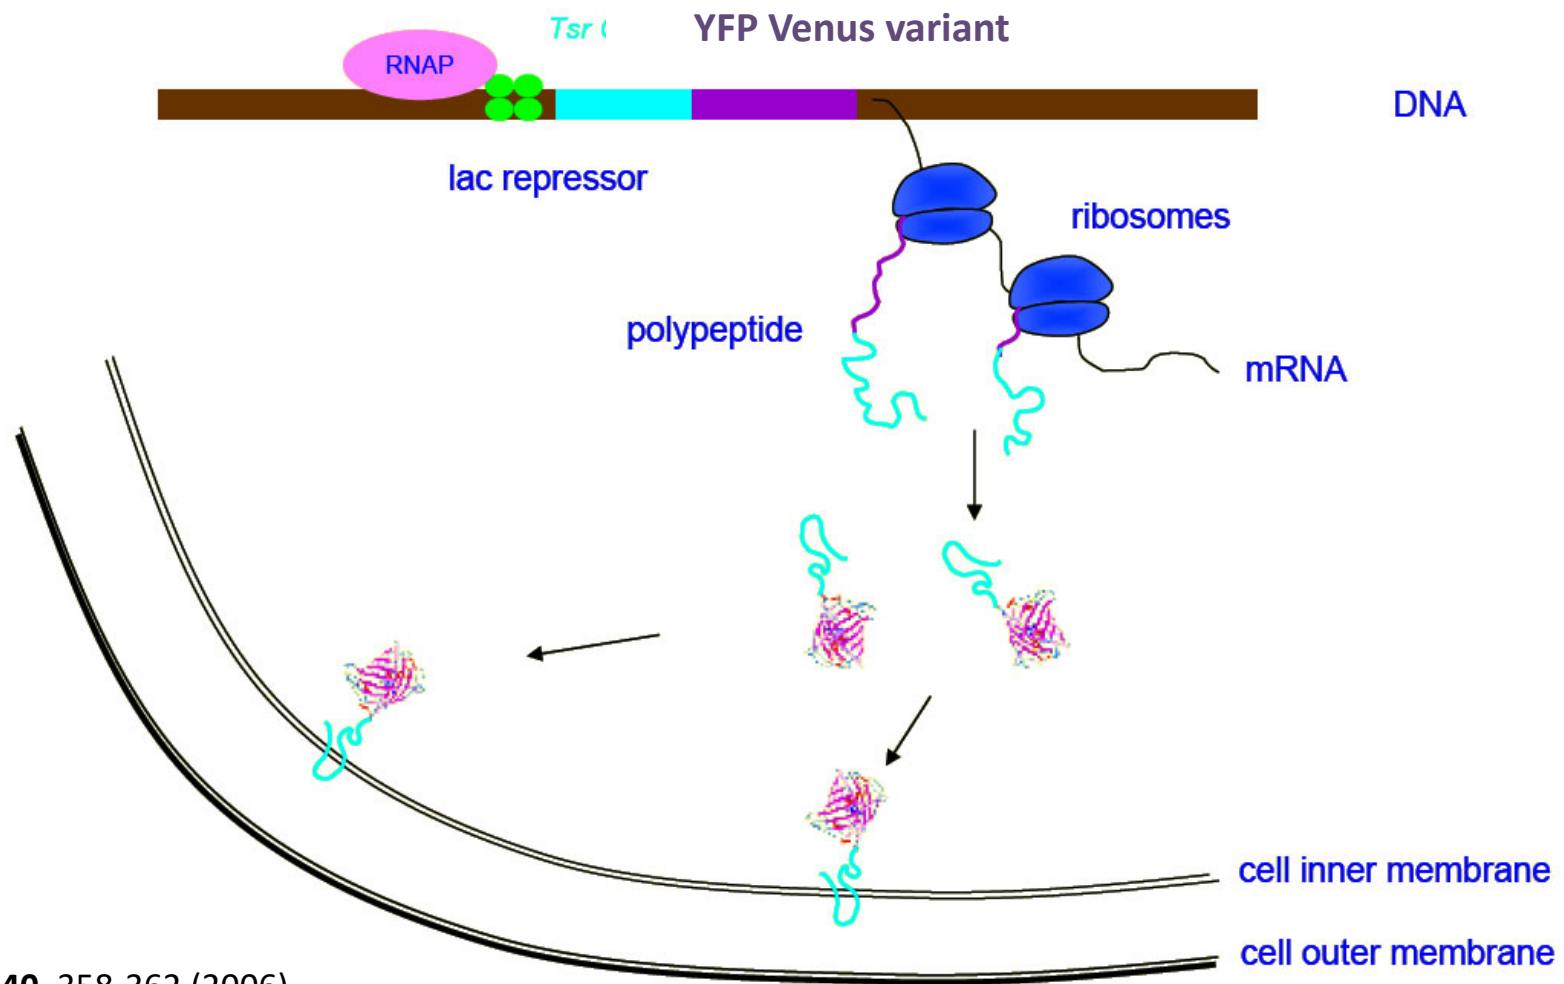 Tsr
YFP Venus variant
RNAP
DNA
lac repressor
ribosomes
polypeptide
mRNA
cell inner membrane
cell outer membrane
358-362 (2006)